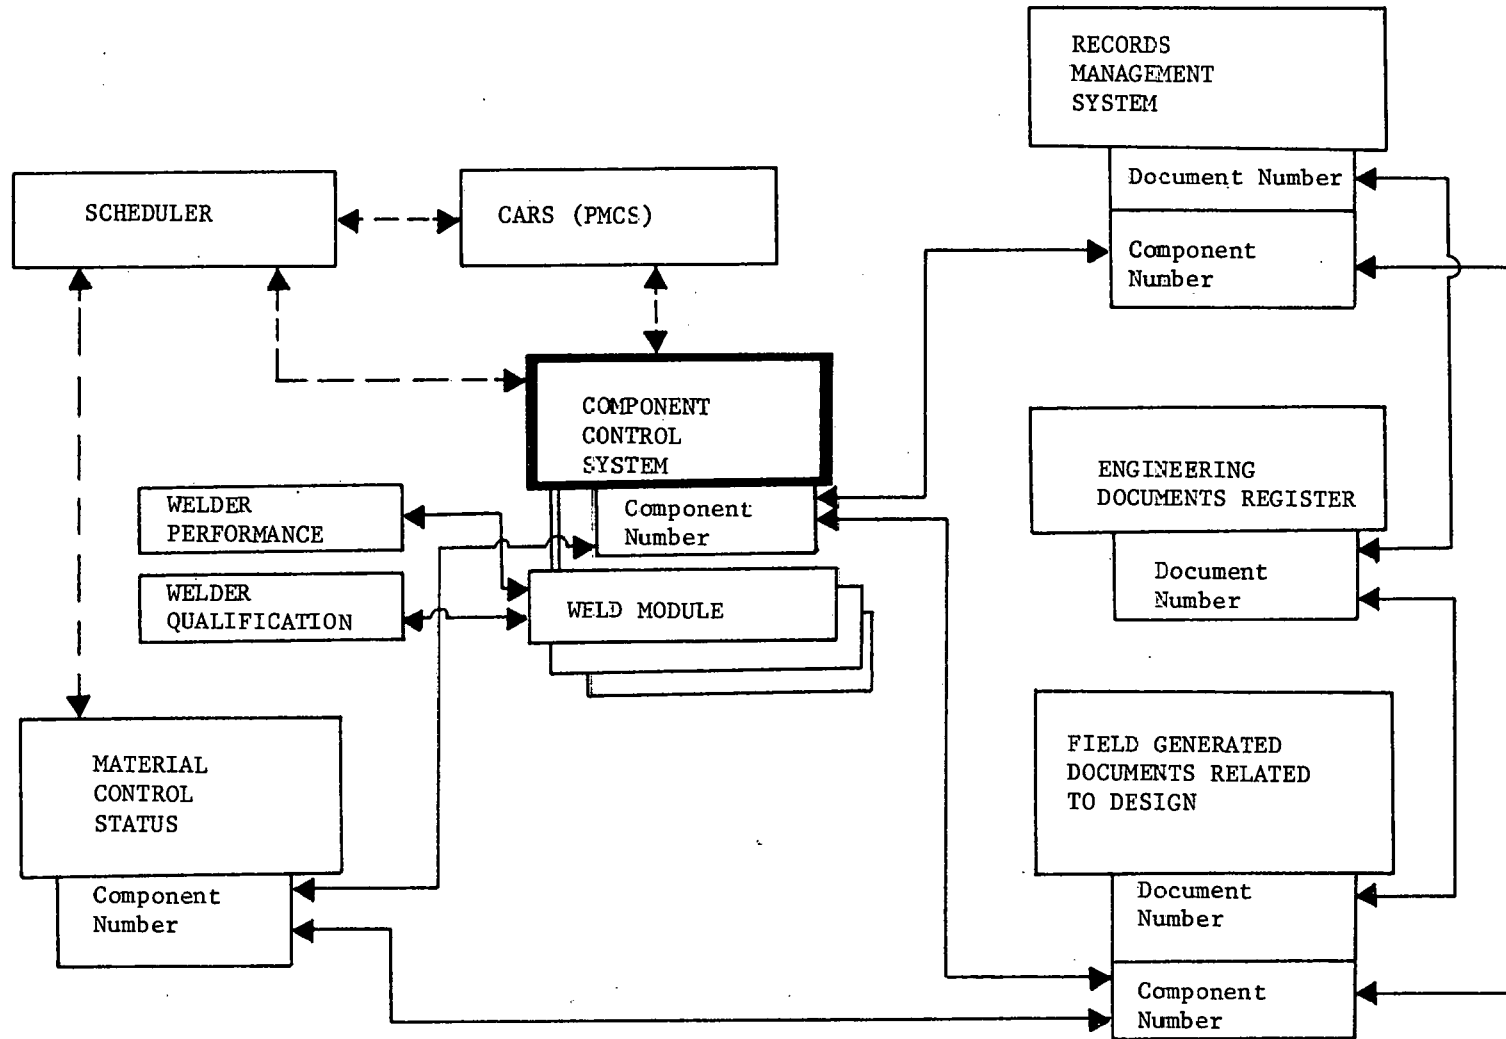 RECORDS
MANAGEMENT
SYSTEM
Document Number
Component
Number
SCHEDULER
CARS (PMCS)
COMPONENT
CONTROL
SYSTEM
Component
Number
WELDER
PERFORMANCE
WELDER
QUALIFICATION
WELD MODULE
ENGINEERING
DOCUMENTS REGISTER
Document
Number
MATERIAL
CONTROL
STATUS
Component
Number
FIELD GENERATED
DOCUMENTS RELATED
TO DESIGN
Document
Number
Component
Number